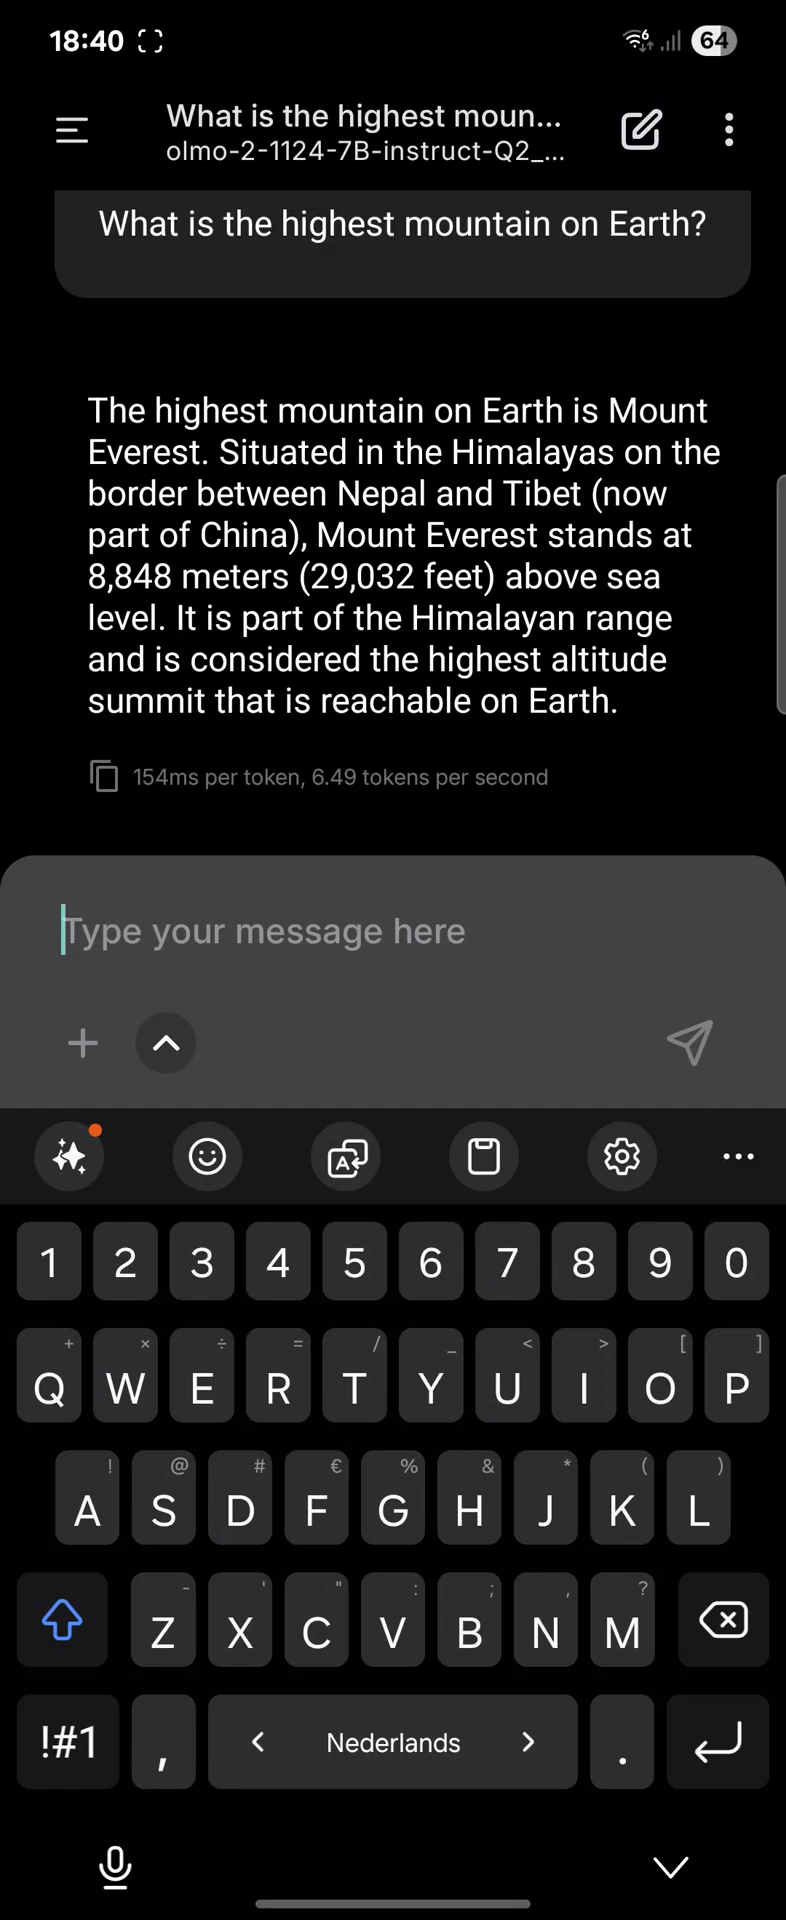 18:40
64
What is the highest moun...
olmo-2-1124-7B-instruct-Q2_...
What is the highest mountain on Earth?
The highest mountain on Earth is Mount
Everest. Situated in the Himalayas on the
border between Nepal and Tibet (now
part of China), Mount Everest stands at
8,848 meters (29,032 feet) above sea
level. It is part of the Himalayan range
and is considered the highest altitude
summit that is reachable on Earth.
154ms per token, 6.49 tokens per second
Type your message here
1 2 3 4 5 6 7 8 9 0
+ × ÷ = / _ < > [ ]
Q W E R T Y U I O P
! @ # € % & * ( )
A S D F G H J K L
- ' " : ; , ?
Z X C V B N M
!#1 , < Nederlands > .